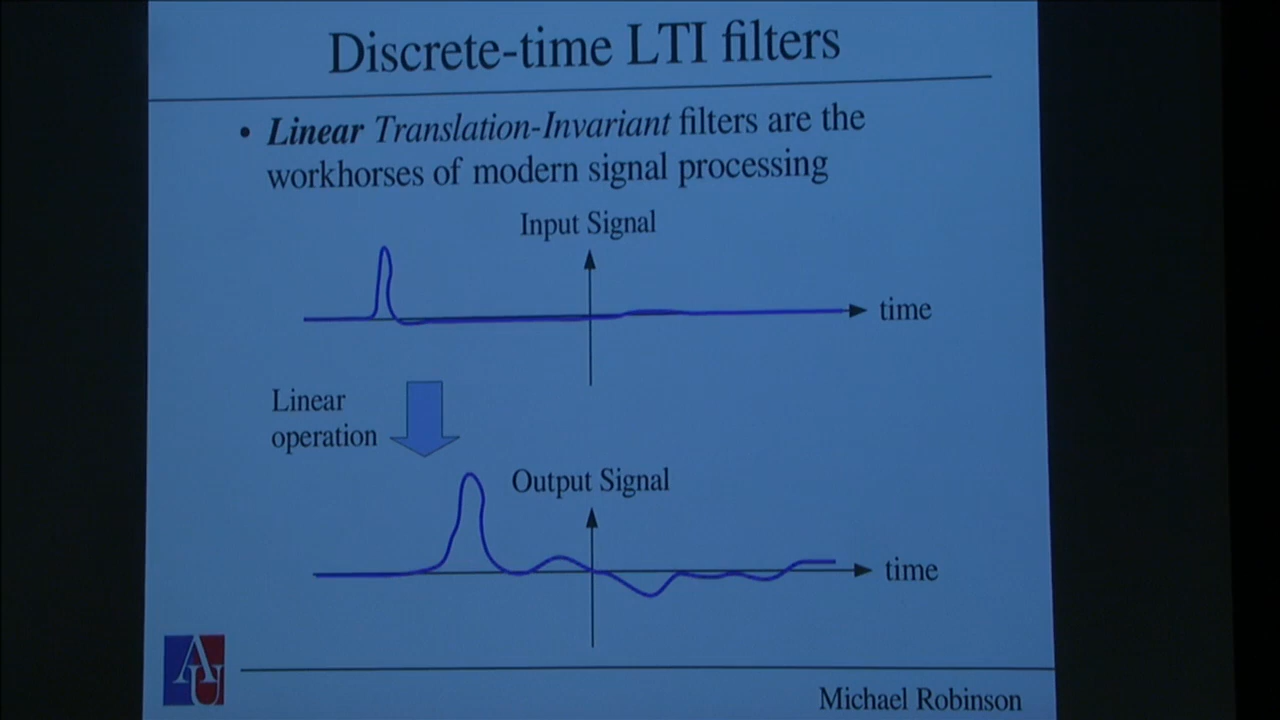 Discrete-time LTI filters
• Linear Translation-Invariant filters are the
workhorses of modern signal processing
Input Signal
time
Linear
operation
Output Signal
time
AU
Michael Robinson